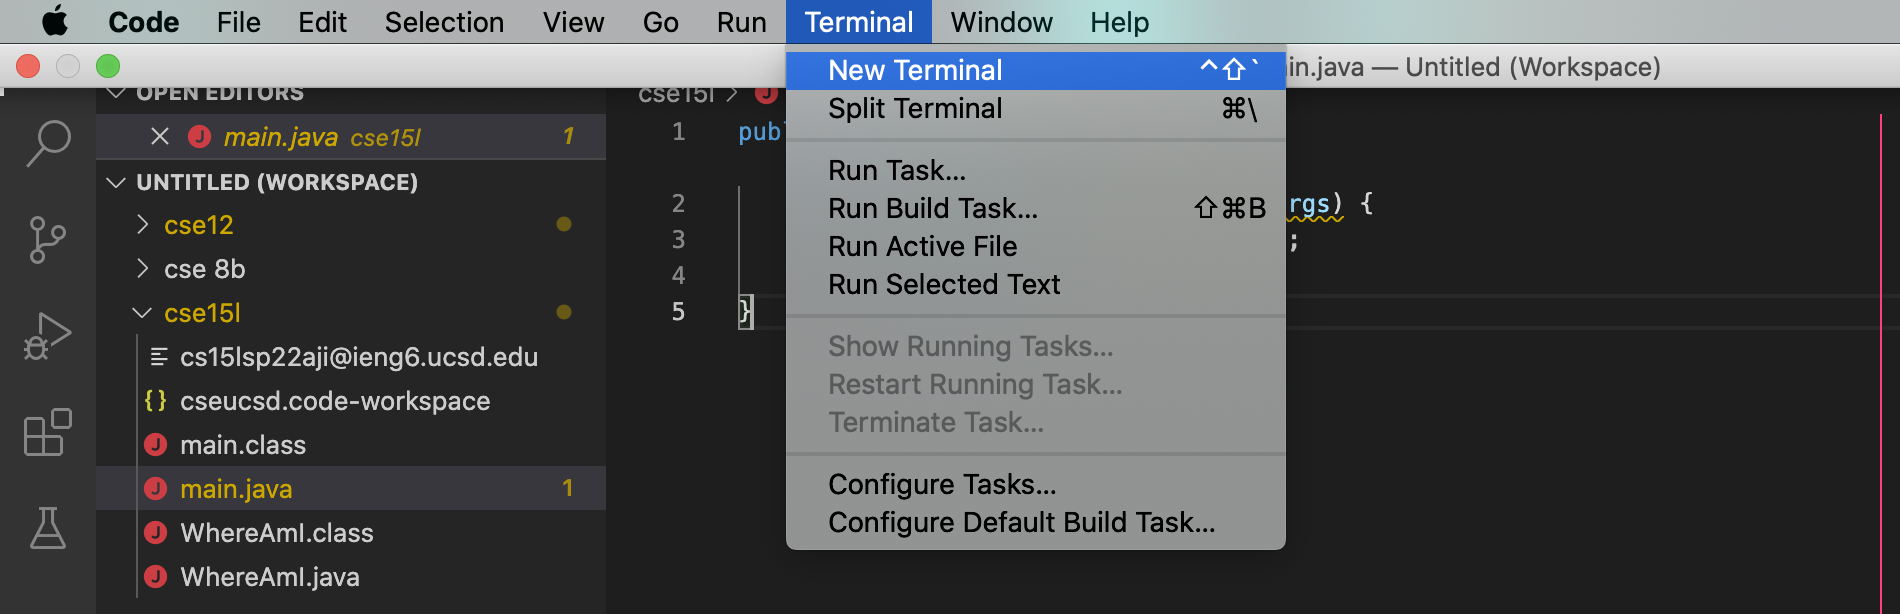 Code File Edit Selection View Go Run Terminal Window Help
in.java — Untitled (Workspace)
New Terminal ^⇧`
Split Terminal ⌘\
Run Task...
Run Build Task... ⇧⌘B
Run Active File
Run Selected Text
Show Running Tasks...
Restart Running Task...
Terminate Task...
Configure Tasks...
Configure Default Build Task...
OPEN EDITORS
main.java cse15l 1
UNTITLED (WORKSPACE)
cse12
cse 8b
cse15l
cs15lsp22aji@ieng6.ucsd.edu
{} cseucsd.code-workspace
J main.class
J main.java 1
J WhereAmI.class
J WhereAmI.java
cse15l > J
1 pub
2 rgs) {
3 ;
4
5 }